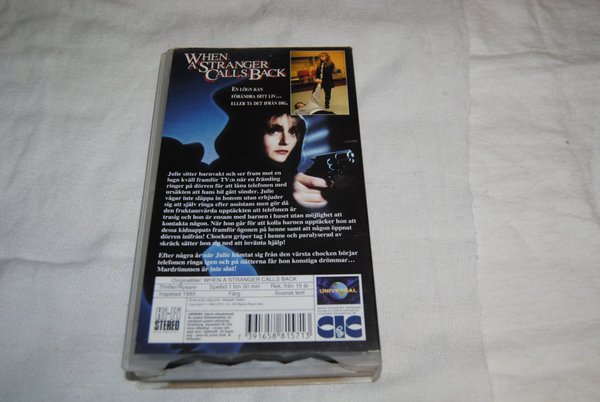 WHEN
A STRANGER
CALLS BACK
EN LÖGN KAN
FÖRÄNDRA DITT LIV...
ELLER TA DET IFRÅN DIG.
Julie sitter barnvakt och ser fram mot en
lugn kväll framför TV:n när en främling
ringer på dörren för att låna telefonen med
ursäkten att hans bil gått sönder. Julie
vågar inte släppa in honom utan erbjuder
sig att själv ringa efter assistans men gör då
den fruktansvärda upptäckten att telefonen är
trasig och hon är ensam med barnen i huset utan möjlighet att
kontakta någon. När hon går för att kolla barnen upptäcker hon att
dessa kidnappats framför ögonen på henne samt att någon öppnat
dörren inifrån! Chocken griper tag i henne och paralyserad av
skräck sätter hon sig ned att invänta hjälp!
Efter några år när Julie hämtat sig från den värsta chocken börjar
telefonen ringa igen och på nätterna får hon konstiga drömmar...
Mardrömmen är inte slut!
Originaltitel: WHEN A STRANGER CALLS BACK
Thriller/Rysare Speltid 1 tim 30 min. Rek. från 15 år
Inspelad 1993 Färg Svensk text
HI-FI
STEREO
UNIVERSAL
CIC
7 391658 815713